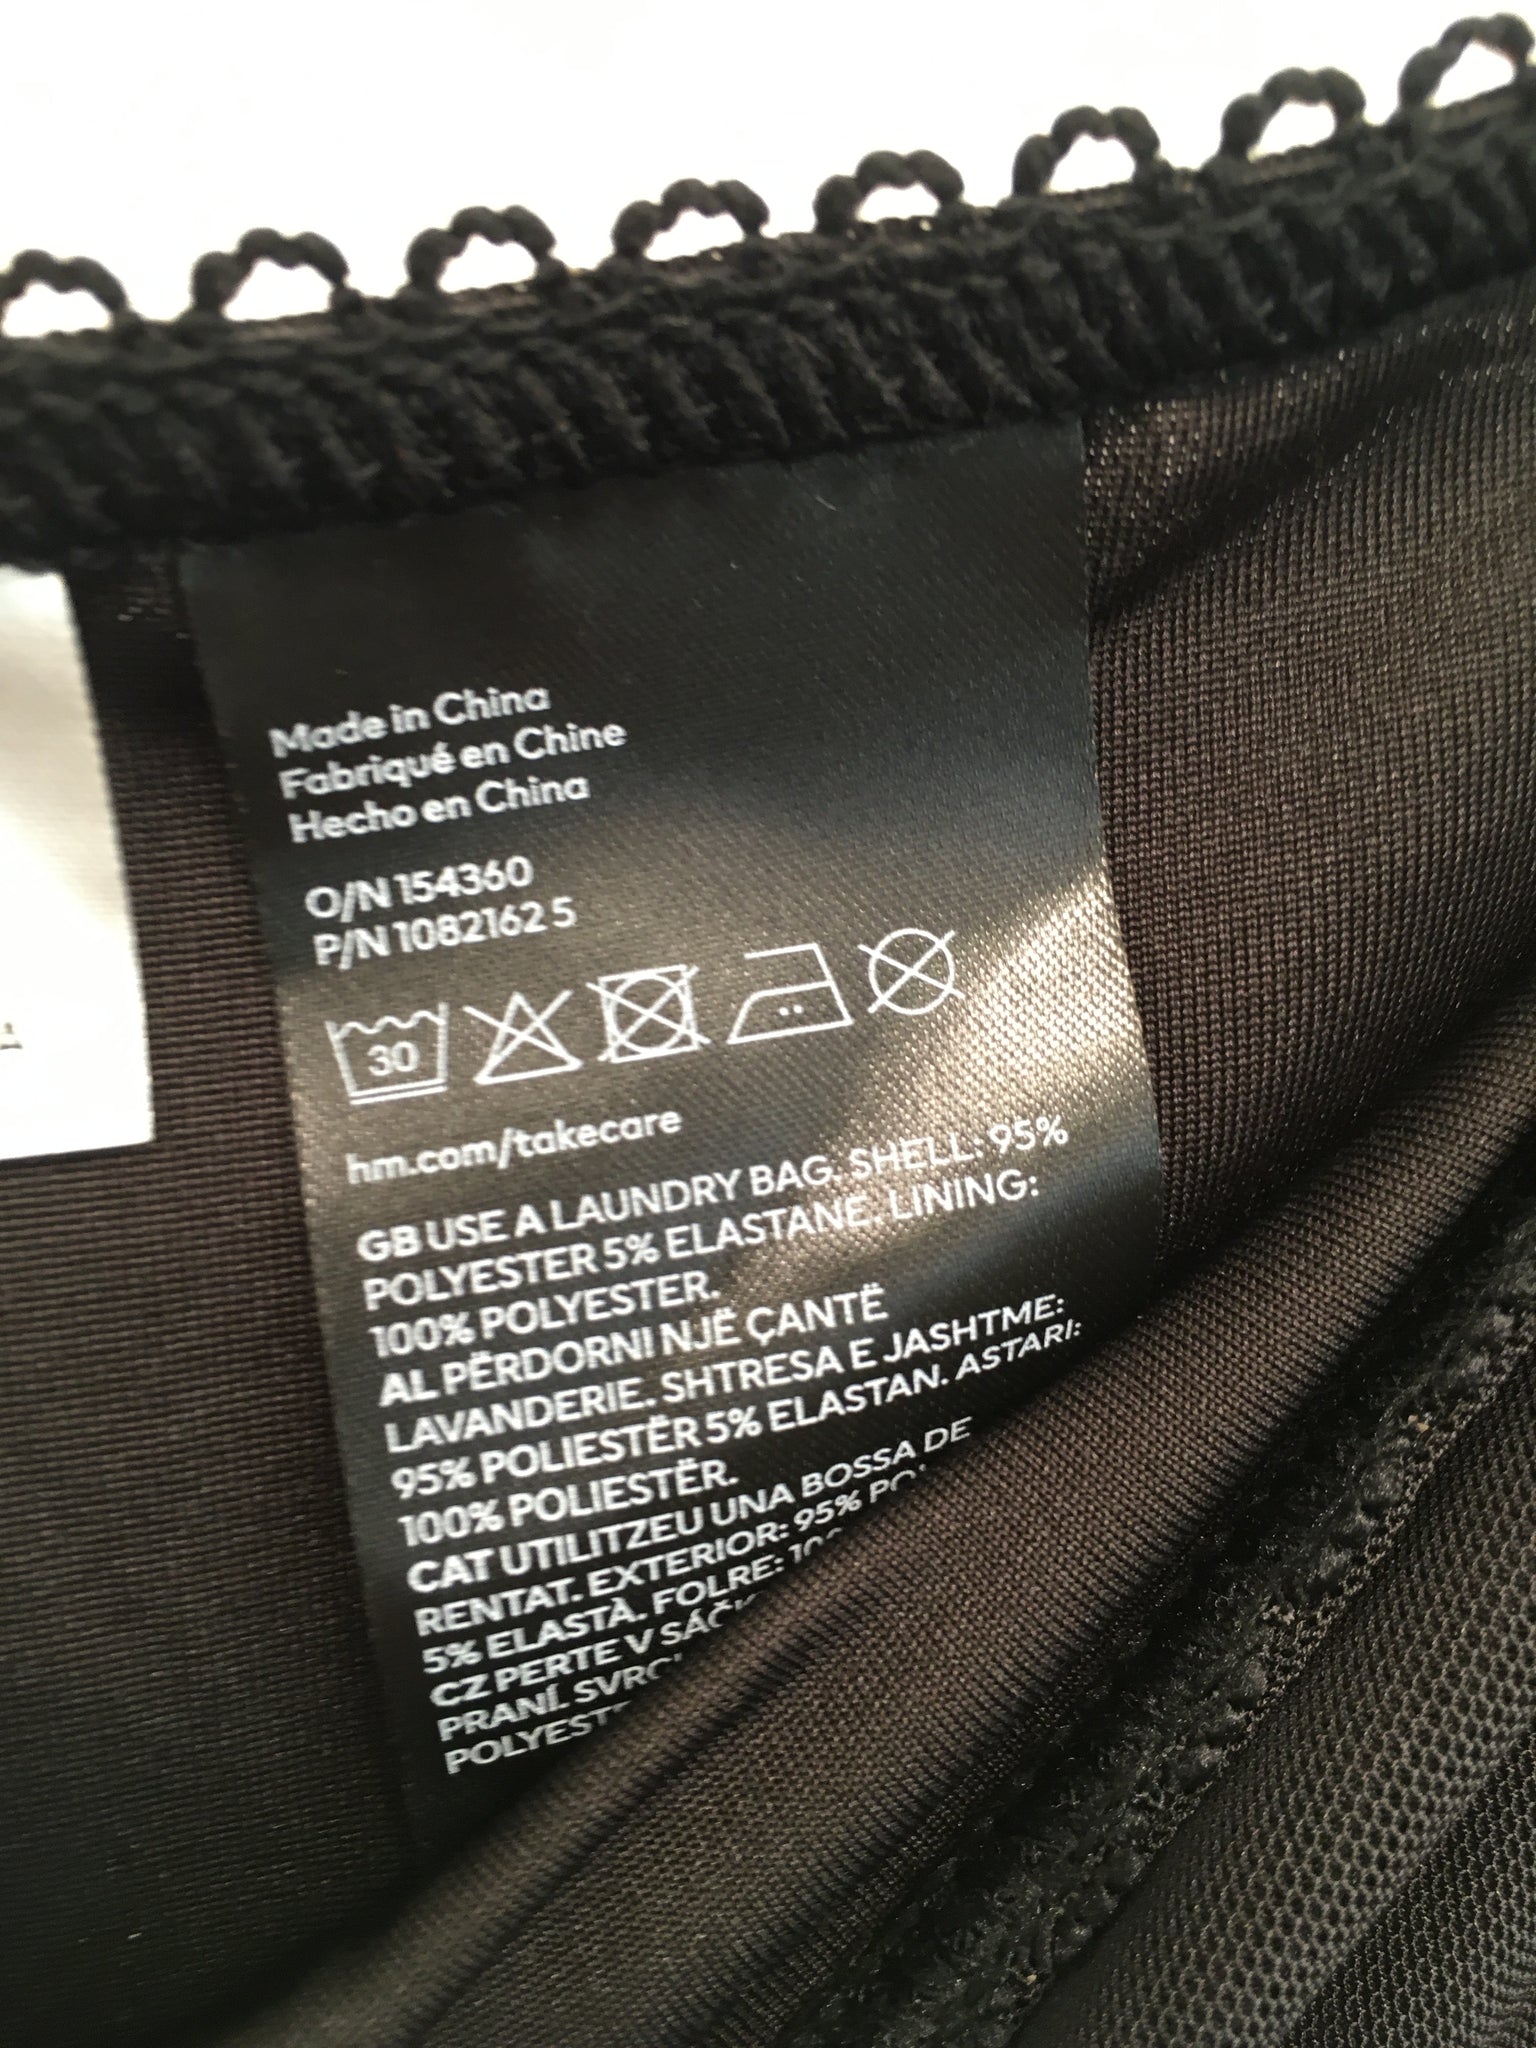 Made in China
Fabriqué en Chine
Hecho en China
O/N 154360
P/N 1082162 5
30
hm.com/takecare
GB USE A LAUNDRY BAG. SHELL: 95%
POLYESTER 5% ELASTANE. LINING:
100% POLYESTER.
AL PËRDORNI NJË ÇANTË
LAVANDERIE. SHTRESA E JASHTME:
95% POLIESTËR 5% ELASTAN. ASTARI:
100% POLIESTËR.
CAT UTILITZEU UNA BOSSA DE
RENTAT. EXTERIOR: 95%
5% ELASTÀ. FOLRE:
CZ PERTE V
PRANÍ.